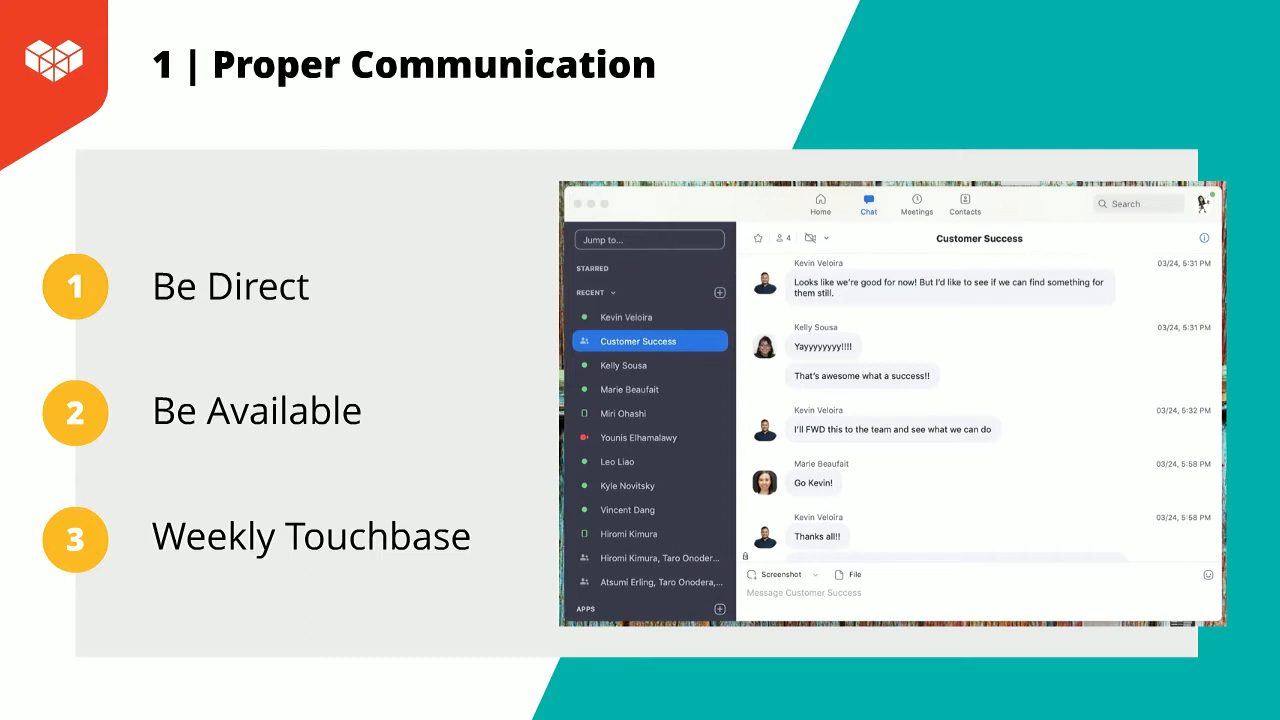 1 | Proper Communication
1
Be Direct
2
Be Available
3
Weekly Touchbase
Home
Chat
Meetings
Contacts
Search
Jump to...
STARRED
RECENT
Kevin Veloira
Customer Success
Kelly Sousa
Marie Beaufait
Miri Ohashi
Younis Elhamalawy
Leo Liao
Kyle Novitsky
Vincent Dang
Hiromi Kimura
Hiromi Kimura, Taro Onoder...
Atsumi Erling, Taro Onodera,...
APPS
4
Customer Success
Kevin Veloira 03/24, 5:31 PM
Looks like we're good for now! But I'd like to see if we can find something for
them still.
Kelly Sousa 03/24, 5:31 PM
Yayyyyyyyy!!!!
That's awesome what a success!!
Kevin Veloira 03/24, 5:32 PM
I'll FWD this to the team and see what we can do
Marie Beaufait 03/24, 5:58 PM
Go Kevin!
Kevin Veloira 03/24, 5:58 PM
Thanks all!!
Screenshot
File
Message Customer Success